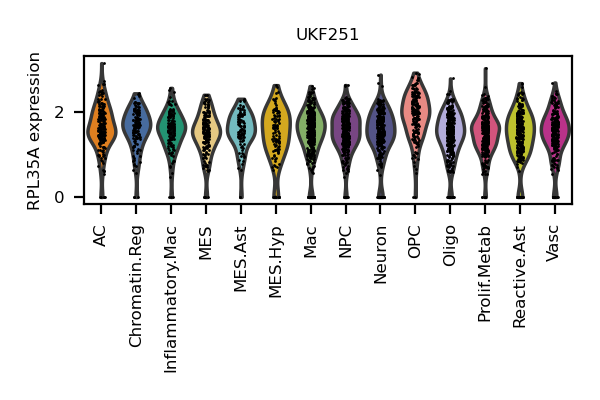 UKF251
RPL35A expression
2
0
AC
Chromatin.Reg
Inflammatory.Mac
MES
MES.Ast
MES.Hyp
Mac
NPC
Neuron
OPC
Oligo
Prolif.Metab
Reactive.Ast
Vasc